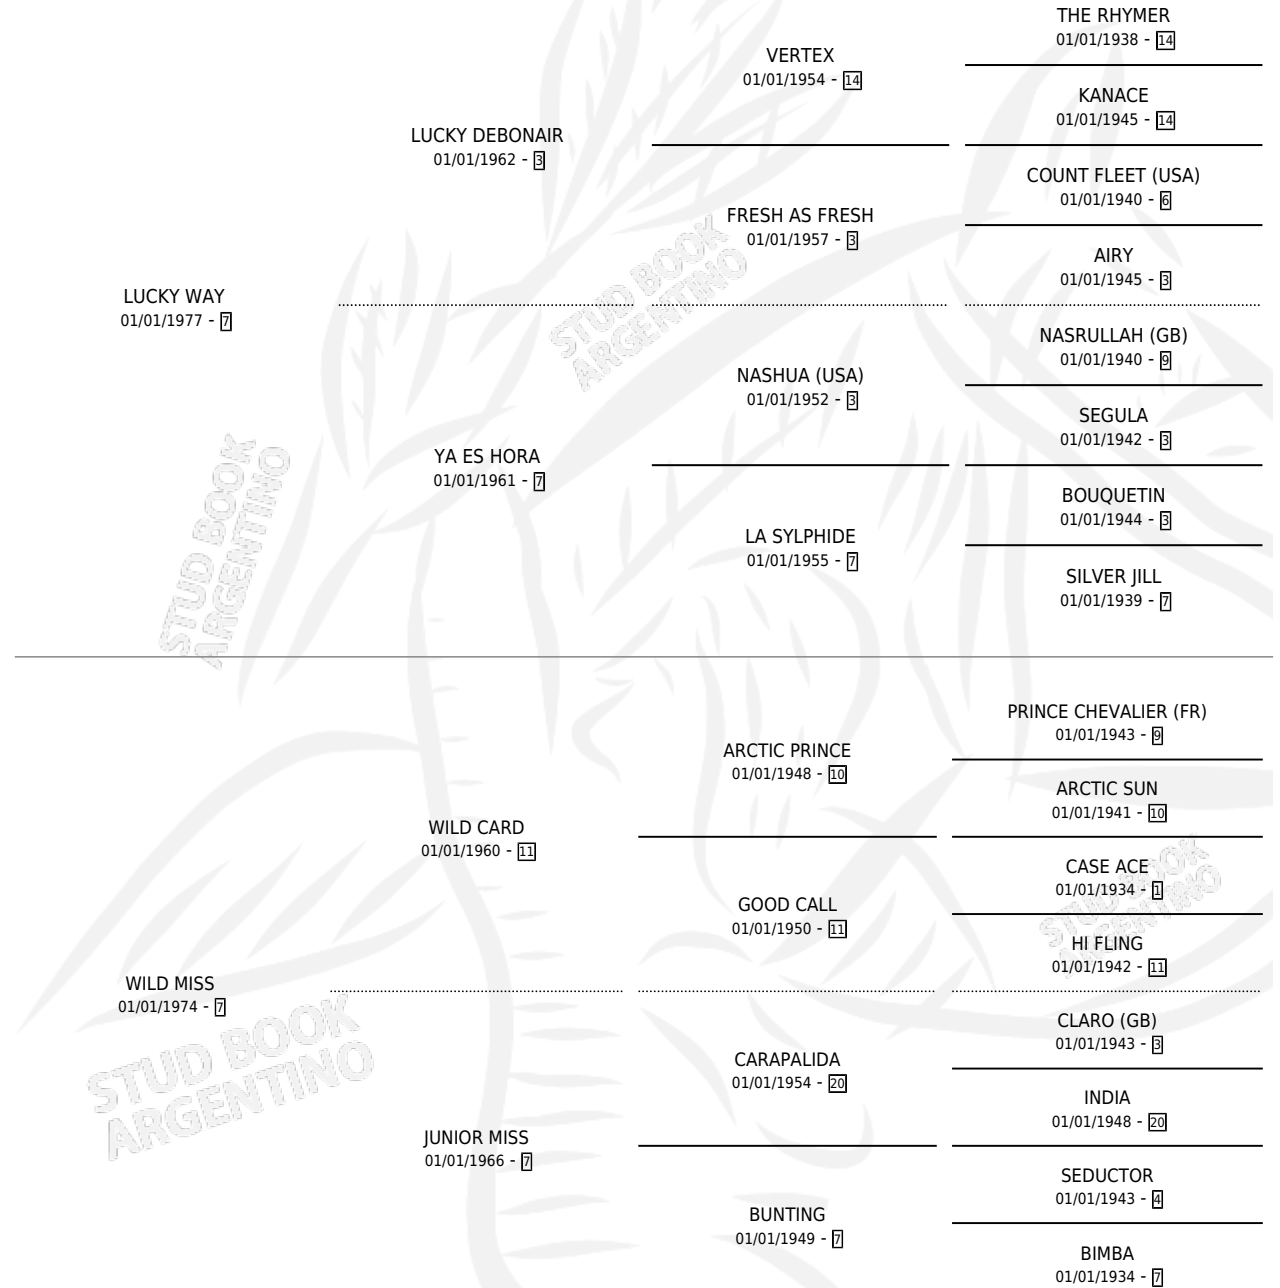 THE RHYMER
01/01/1938 - 14
VERTEX
01/01/1954 - 14
KANACE
01/01/1945 - 14
LUCKY DEBONAIR
01/01/1962 - 3
COUNT FLEET (USA)
01/01/1940 - 6
FRESH AS FRESH
01/01/1957 - 3
AIRY
01/01/1945 - 3
STUD BOOK
ARGENTINO
LUCKY WAY
01/01/1977 - 7
NASRULLAH (GB)
01/01/1940 - 9
NASHUA (USA)
01/01/1952 - 3
SEGULA
01/01/1942 - 3
YA ES HORA
01/01/1961 - 7
BOUQUETIN
01/01/1944 - 3
LA SYLPHIDE
01/01/1955 - 7
SILVER JILL
01/01/1939 - 7
STUD BOOK
ARGENTINO
PRINCE CHEVALIER (FR)
01/01/1943 - 9
ARCTIC PRINCE
01/01/1948 - 10
ARCTIC SUN
01/01/1941 - 10
WILD CARD
01/01/1960 - 11
CASE ACE
01/01/1934 - 1
GOOD CALL
01/01/1950 - 11
HI FLING
01/01/1942 - 11
STUD BOOK
ARGENTINO
WILD MISS
01/01/1974 - 7
CLARO (GB)
01/01/1943 - 3
CARAPALIDA
01/01/1954 - 20
INDIA
01/01/1948 - 20
STUD BOOK
ARGENTINO
JUNIOR MISS
01/01/1966 - 7
SEDUCTOR
01/01/1943 - 4
BUNTING
01/01/1949 - 7
BIMBA
01/01/1934 - 7